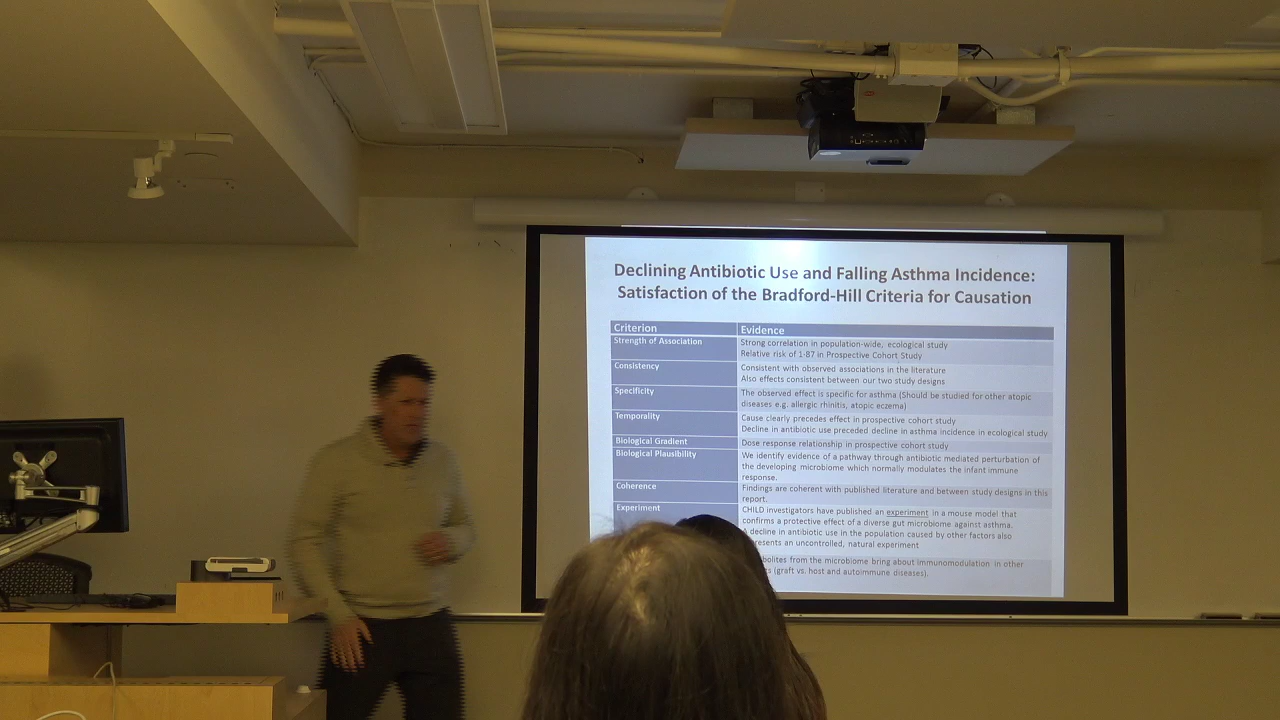 Declining Antibiotic Use and Falling Asthma Incidence:
Satisfaction of the Bradford-Hill Criteria for Causation
Criterion Evidence
Strength of Association Strong correlation in population-wide, ecological study
Relative risk of 1·87 in Prospective Cohort Study
Consistency Consistent with observed associations in the literature
Also effects consistent between our two study designs
Specificity The observed effect is specific for asthma (Should be studied for other atopic
diseases e.g. allergic rhinitis, atopic eczema)
Temporality Cause clearly precedes effect in prospective cohort study
Decline in antibiotic use preceded decline in asthma incidence in ecological study
Biological Gradient Dose response relationship in prospective cohort study
Biological Plausibility We identify evidence of a pathway through antibiotic mediated perturbation of
the developing microbiome which normally modulates the infant immune
response.
Coherence Findings are coherent with published literature and between study designs in this
report.
Experiment CHILD investigators have published an experiment in a mouse model that
confirms a protective effect of a diverse gut microbiome against asthma.
decline in antibiotic use in the population caused by other factors also
an uncontrolled, natural experiment
from the microbiome bring about immunomodulation in other
(graft vs. host and autoimmune diseases).